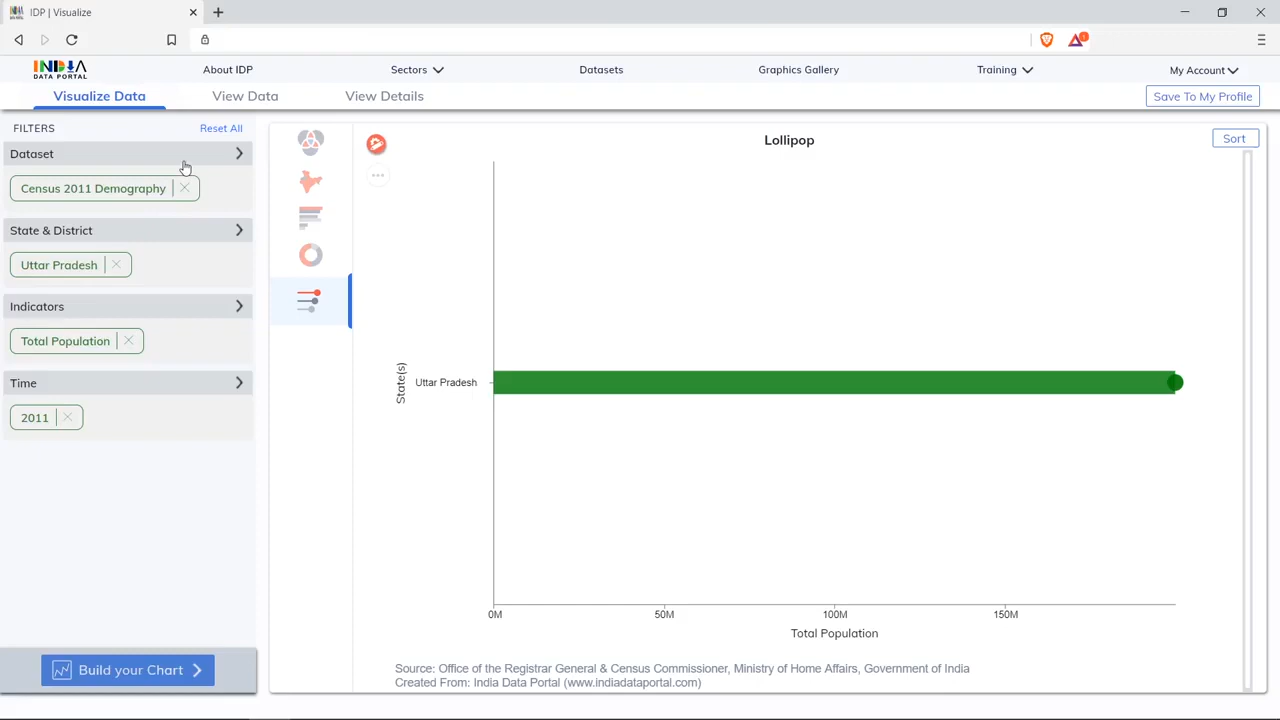 IDP | Visualize
INDIA
DATA PORTAL
About IDP
Sectors
Datasets
Graphics Gallery
Training
My Account
Visualize Data
View Data
View Details
Save To My Profile
FILTERS
Reset All
Dataset
Census 2011 Demography
State & District
Uttar Pradesh
Indicators
Total Population
Time
2011
Build your Chart
Lollipop
Sort
State(s)
Uttar Pradesh
0M
50M
100M
150M
Total Population
Source: Office of the Registrar General & Census Commissioner, Ministry of Home Affairs, Government of India
Created From: India Data Portal (www.indiadataportal.com)